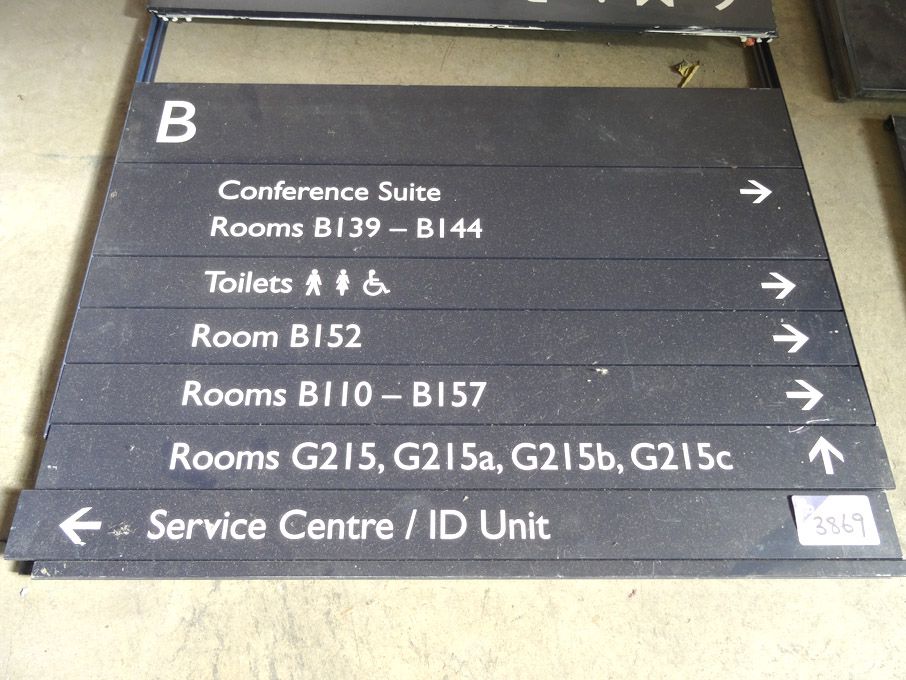 B
Conference Suite
Rooms B139 – B144
Toilets
Room B152
Rooms B110 – B157
Rooms G215, G215a, G215b, G215c
Service Centre / ID Unit
3869